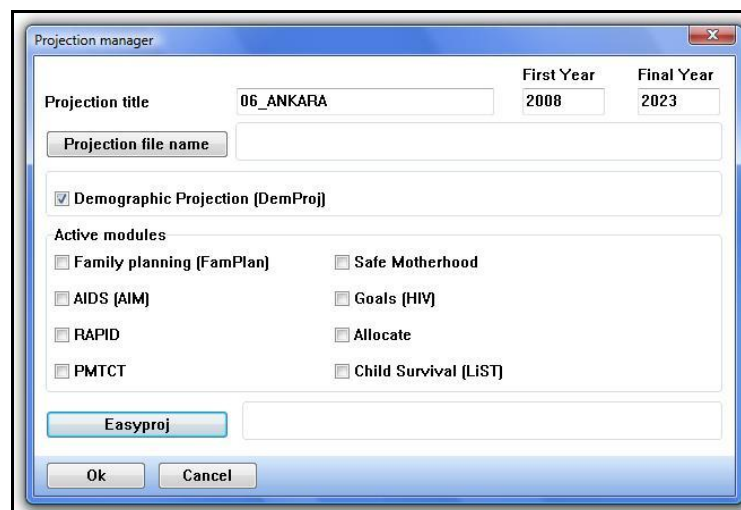 Projection manager
First Year Final Year
Projection title 06_ANKARA 2008 2023
Projection file name
Demographic Projection (DemProj)
Active modules
Family planning (FamPlan) Safe Motherhood
AIDS (AIM) Goals (HIV)
RAPID Allocate
PMTCT Child Survival (LiST)
Easyproj
Ok Cancel